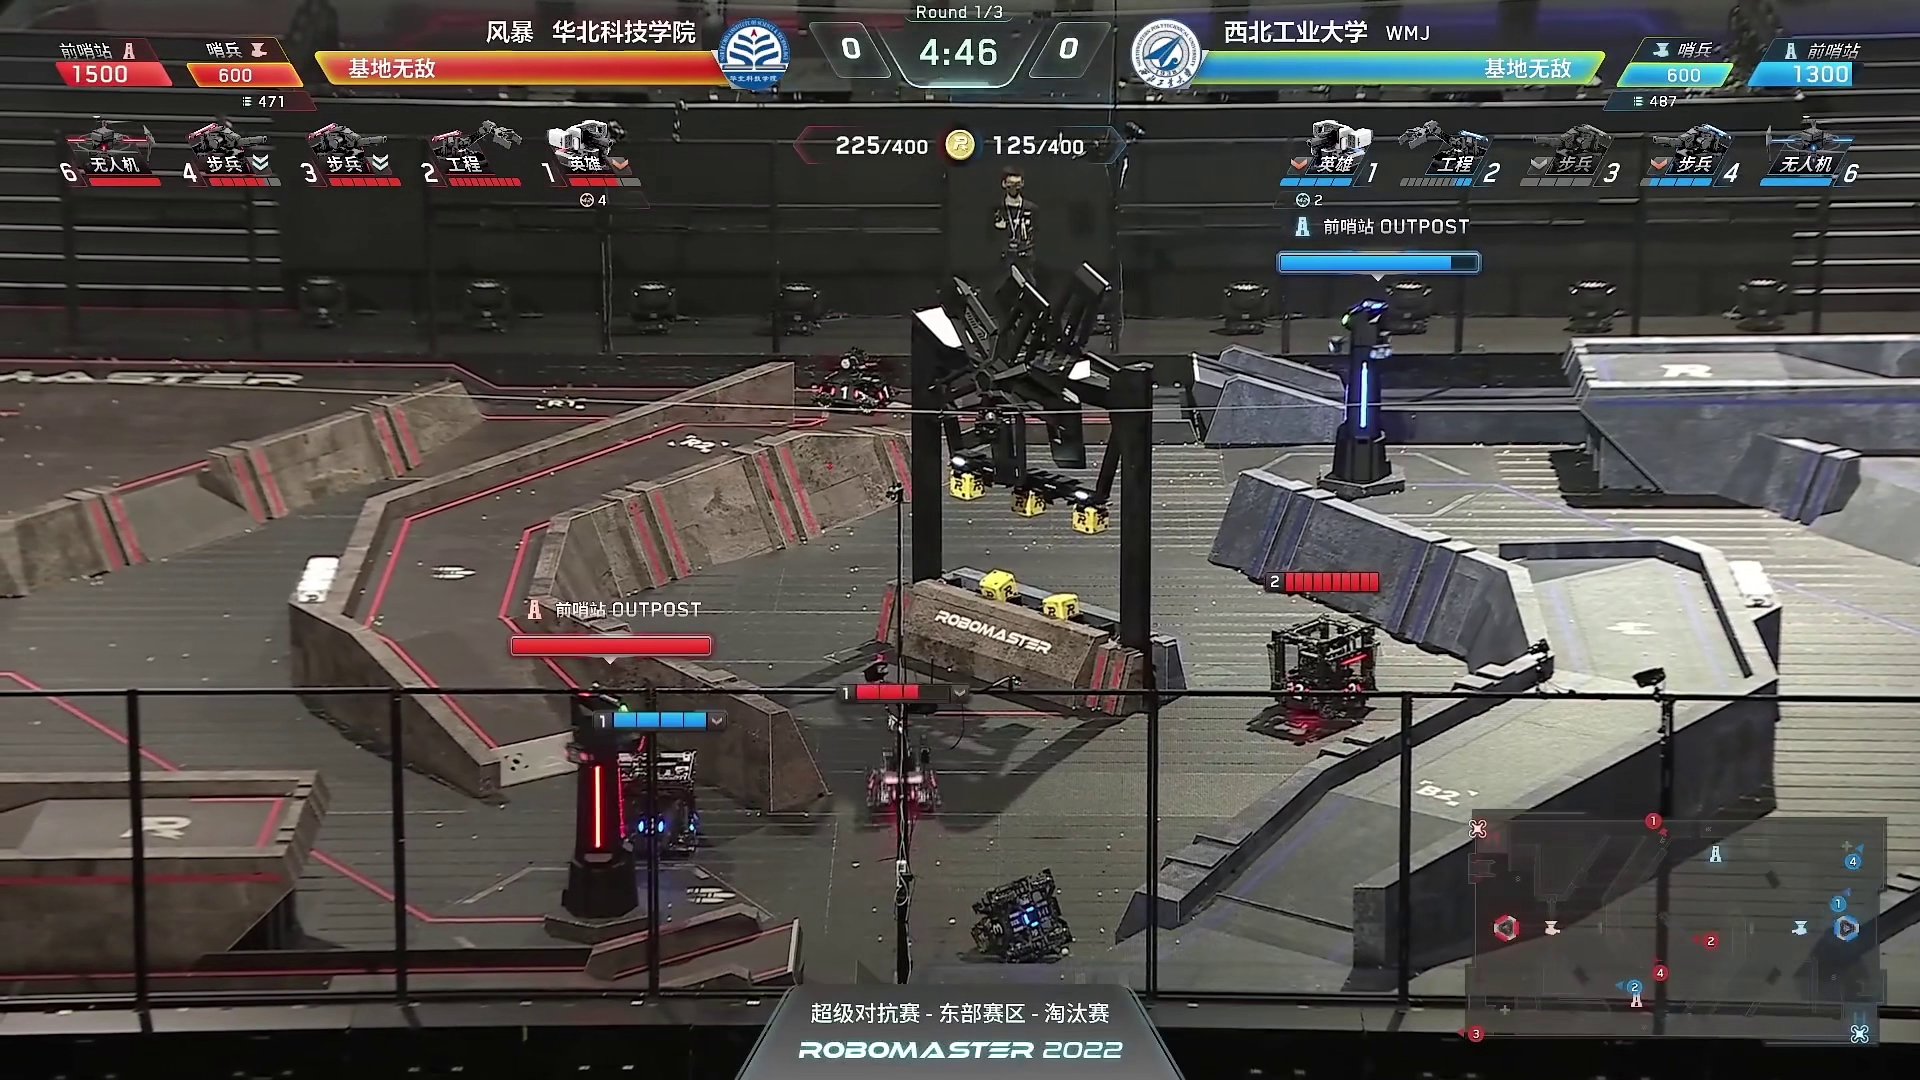 Round 1/3
风暴 华北科技学院
0
4:46
0
西北工业大学 WMJ
前哨站
1500
哨兵
600
471
基地无敌
基地无敌
哨兵
600
487
前哨站
1300
6 无人机
4 步兵
3 步兵
2 工程
1 英雄
4
225/400
125/400
英雄 1
2
工程 2
步兵 3
步兵 4
无人机 6
前哨站 OUTPOST
R1
R2
2
前哨站 OUTPOST
ROBOMASTER
1
1
B2
超级对抗赛 - 东部赛区 - 淘汰赛
ROBOMASTER 2022